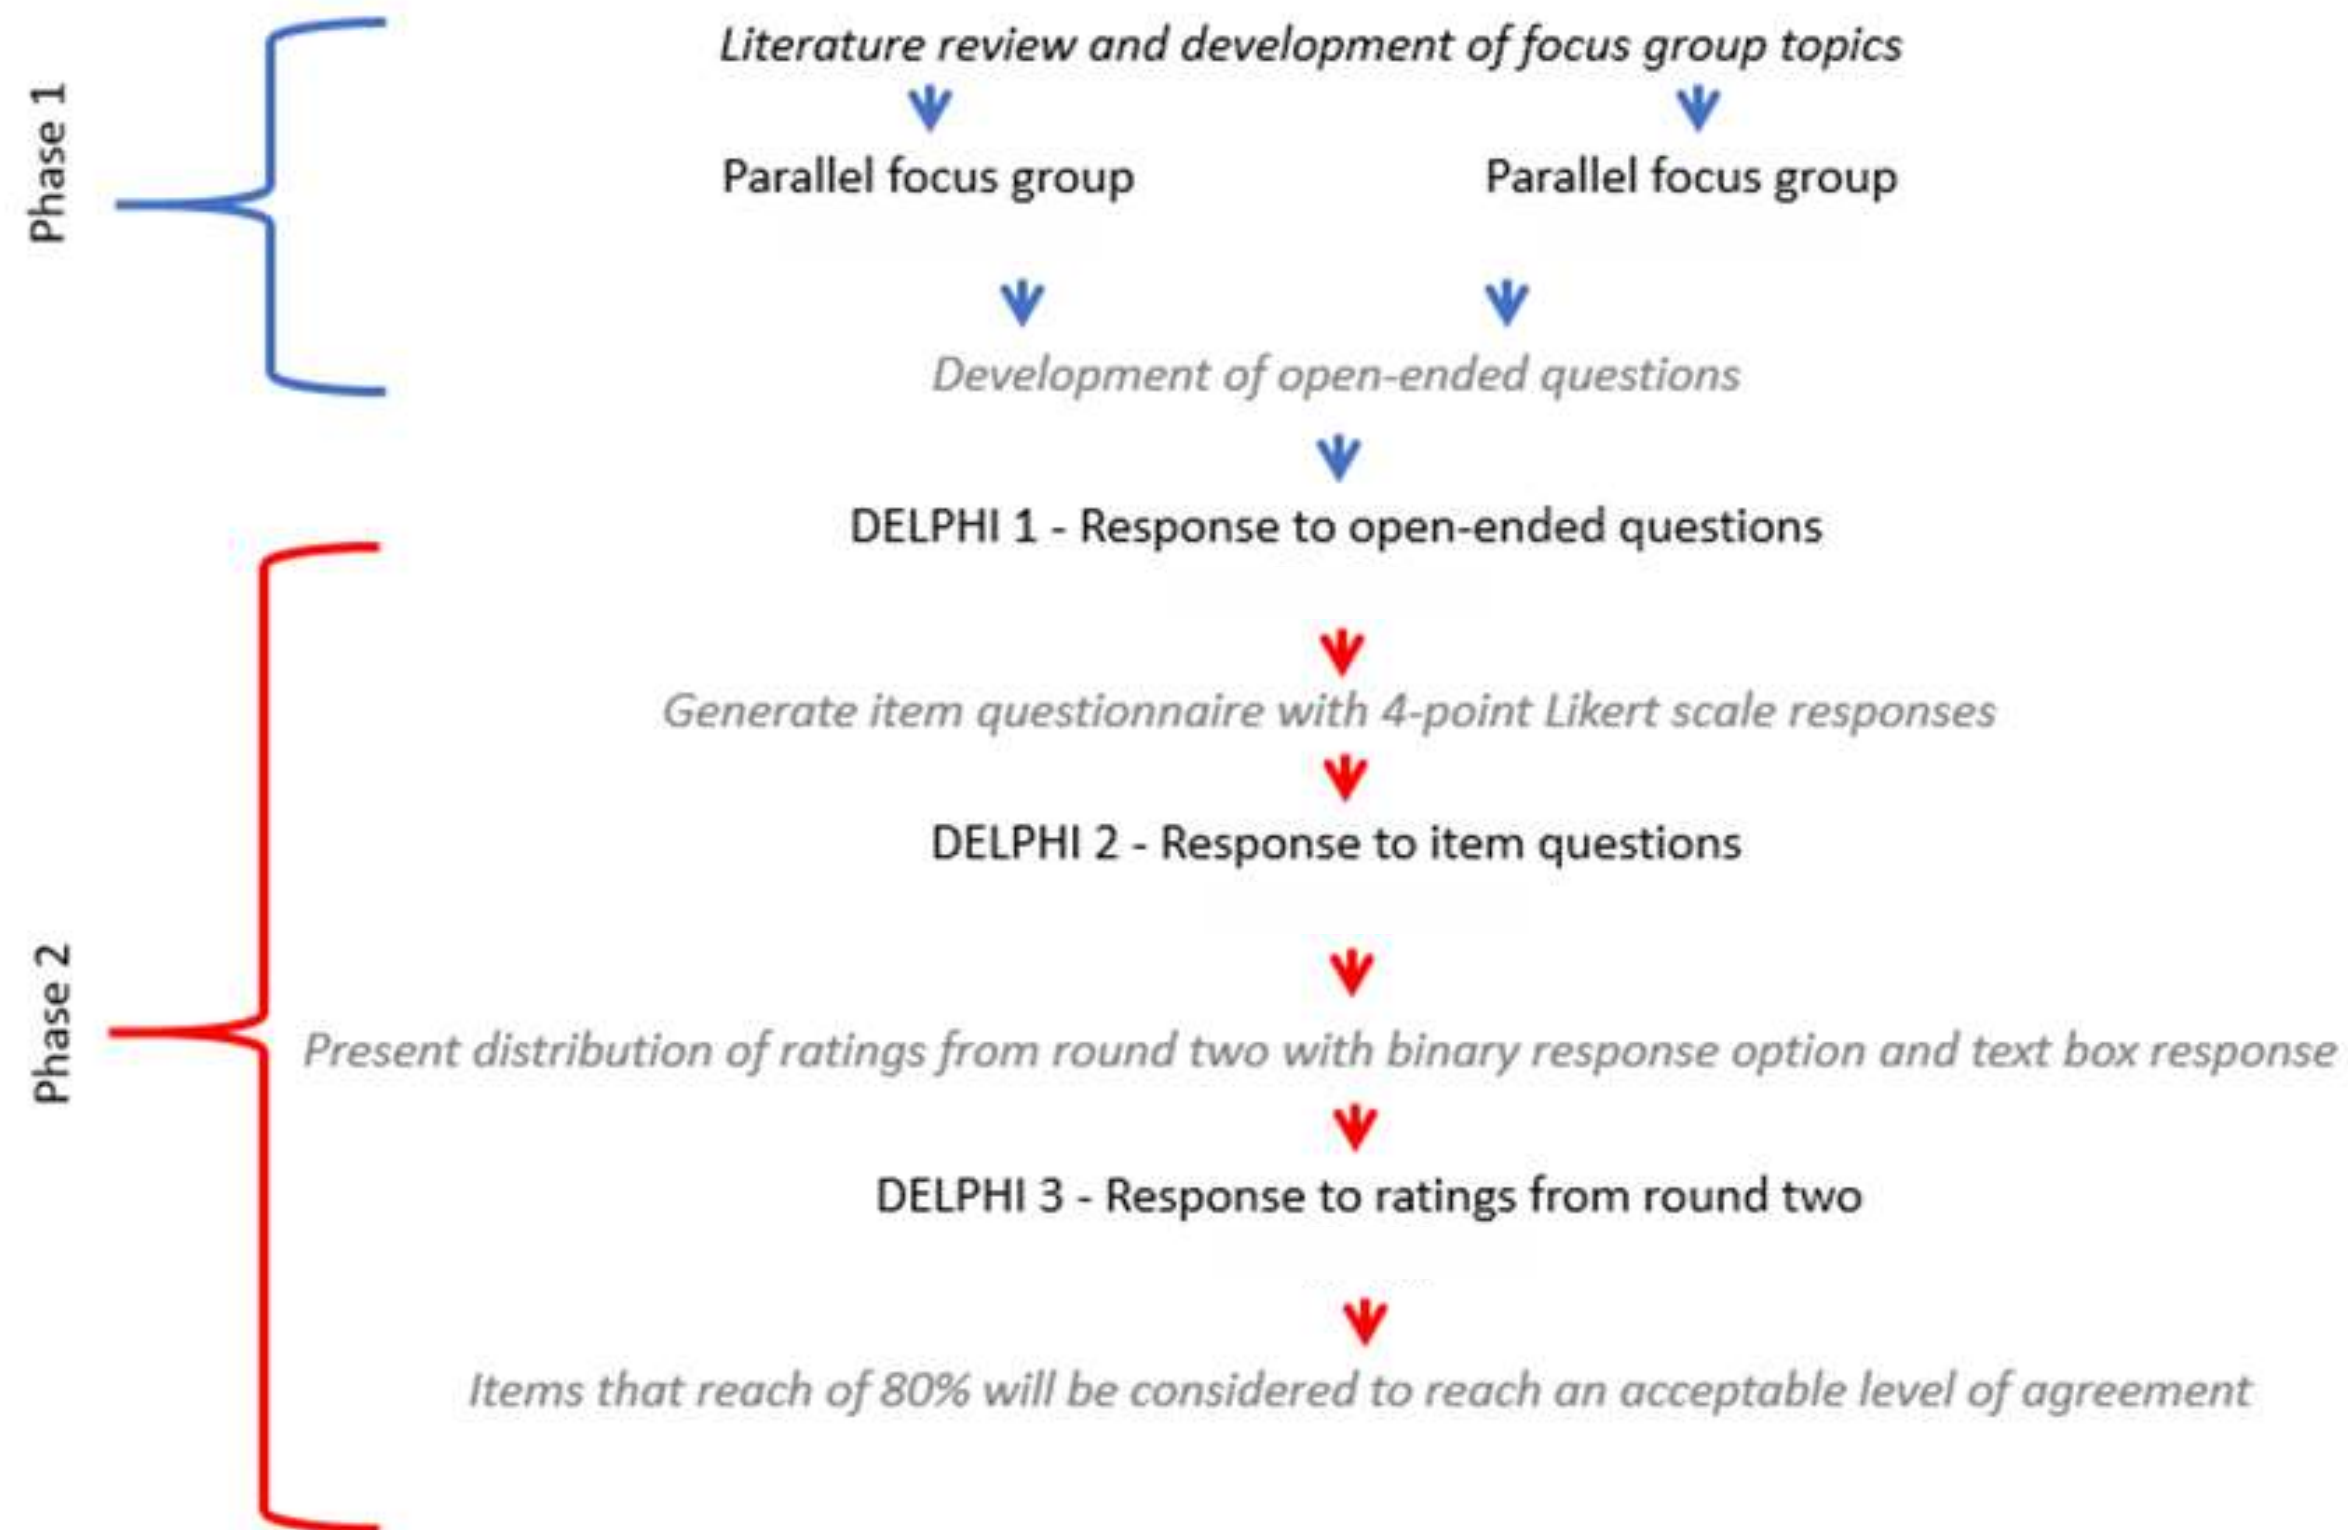 Phase 1
Literature review and development of focus group topics
Parallel focus group
Parallel focus group
Development of open-ended questions
Phase 2
DELPHI 1 - Response to open-ended questions
Generate item questionnaire with 4-point Likert scale responses
DELPHI 2 - Response to item questions
Present distribution of ratings from round two with binary response option and text box response
DELPHI 3 - Response to ratings from round two
Items that reach of 80% will be considered to reach an acceptable level of agreement